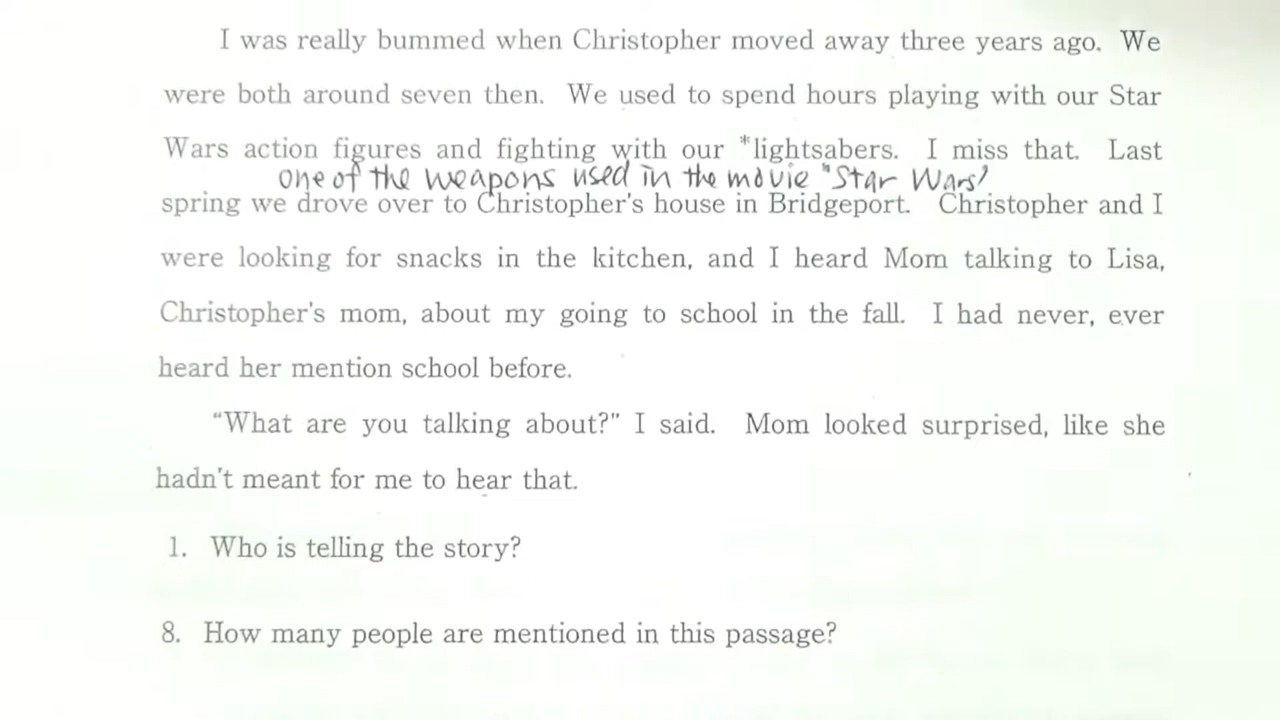 I was really bummed when Christopher moved away three years ago. We
were both around seven then. We used to spend hours playing with our Star
Wars action figures and fighting with our *lightsabers. I miss that. Last
one of the weapons used in the movie "Star Wars"
spring we drove over to Christopher's house in Bridgeport. Christopher and I
were looking for snacks in the kitchen, and I heard Mom talking to Lisa,
Christopher's mom, about my going to school in the fall. I had never, ever
heard her mention school before.
"What are you talking about?" I said. Mom looked surprised, like she
hadn't meant for me to hear that.
1. Who is telling the story?
8. How many people are mentioned in this passage?